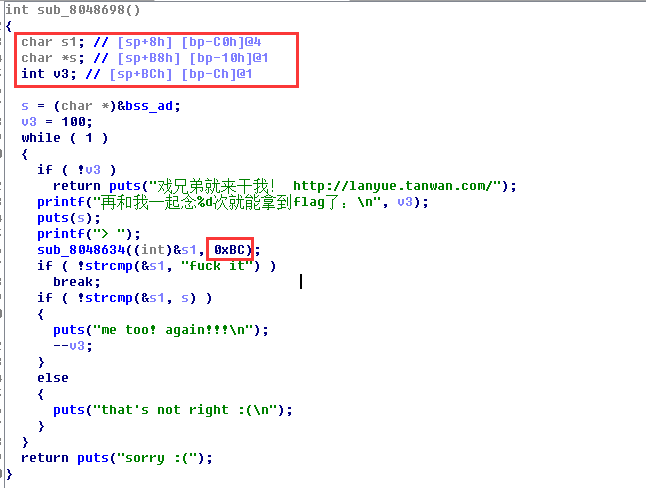 int sub_8048698()
{
char s1; // [sp+8h] [bp-C0h]@4
char *s; // [sp+B8h] [bp-10h]@1
int v3; // [sp+BCh] [bp-Ch]@1
s = (char *)&bss_ad;
v3 = 100;
while ( 1 )
{
if ( !v3 )
return puts("戏兄弟就来干我! http://lanyue.tanwan.com/");
printf("再和我一起念%d次就能拿到flag了: \n", v3);
puts(s);
printf("> ");
sub_8048634((int)&s1, 0xBC);
if ( !strcmp(&s1, "fuck it") )
break;
if ( !strcmp(&s1, s) )
{
puts("me too! again!!!\n");
--v3;
}
else
{
puts("that's not right :(\n");
}
}
return puts("sorry :(");
}